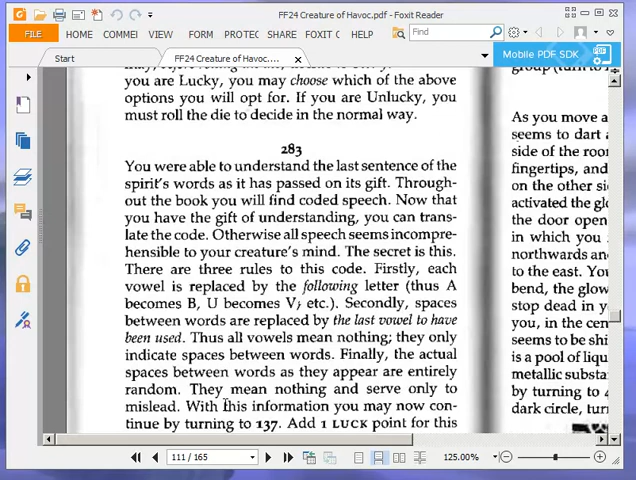 FF24 Creature of Havoc.pdf - Foxit Reader
FILE HOME COMMEI VIEW FORM PROTEC SHARE FOXIT C Find
Start FF24 Creature of Havoc.... Mobile PDF SDK
you are Lucky, you may choose which of the above
options you will opt for. If you are Unlucky, you
must roll the die to decide in the normal way.
283
You were able to understand the last sentence of the
spirit's words as it has passed on its gift. Through-
out the book you will find coded speech. Now that
you have the gift of understanding, you can trans-
late the code. Otherwise all speech seems incompre-
hensible to your creature's mind. The secret is this.
There are three rules to this code. Firstly, each
vowel is replaced by the following letter (thus A
becomes B, U becomes V, etc.). Secondly, spaces
between words are replaced by the last vowel to have
been used. Thus all vowels mean nothing; they only
indicate spaces between words. Finally, the actual
spaces between words as they appear are entirely
random. They mean nothing and serve only to
mislead. With this information you may now con-
tinue by turning to 137. Add 1 LUCK point for this
group (turn
As you move a
seems to dart
side of the roor
fingertips, and
on the other si
activated the glo
the door open
in which you
northwards an
to the east. You
bend, the glow
stop dead in y
you, in the cen
seems to be shi
is a pool of liqu
metallic substa
by turning to
dark circle, turn
111 / 165 125.00%